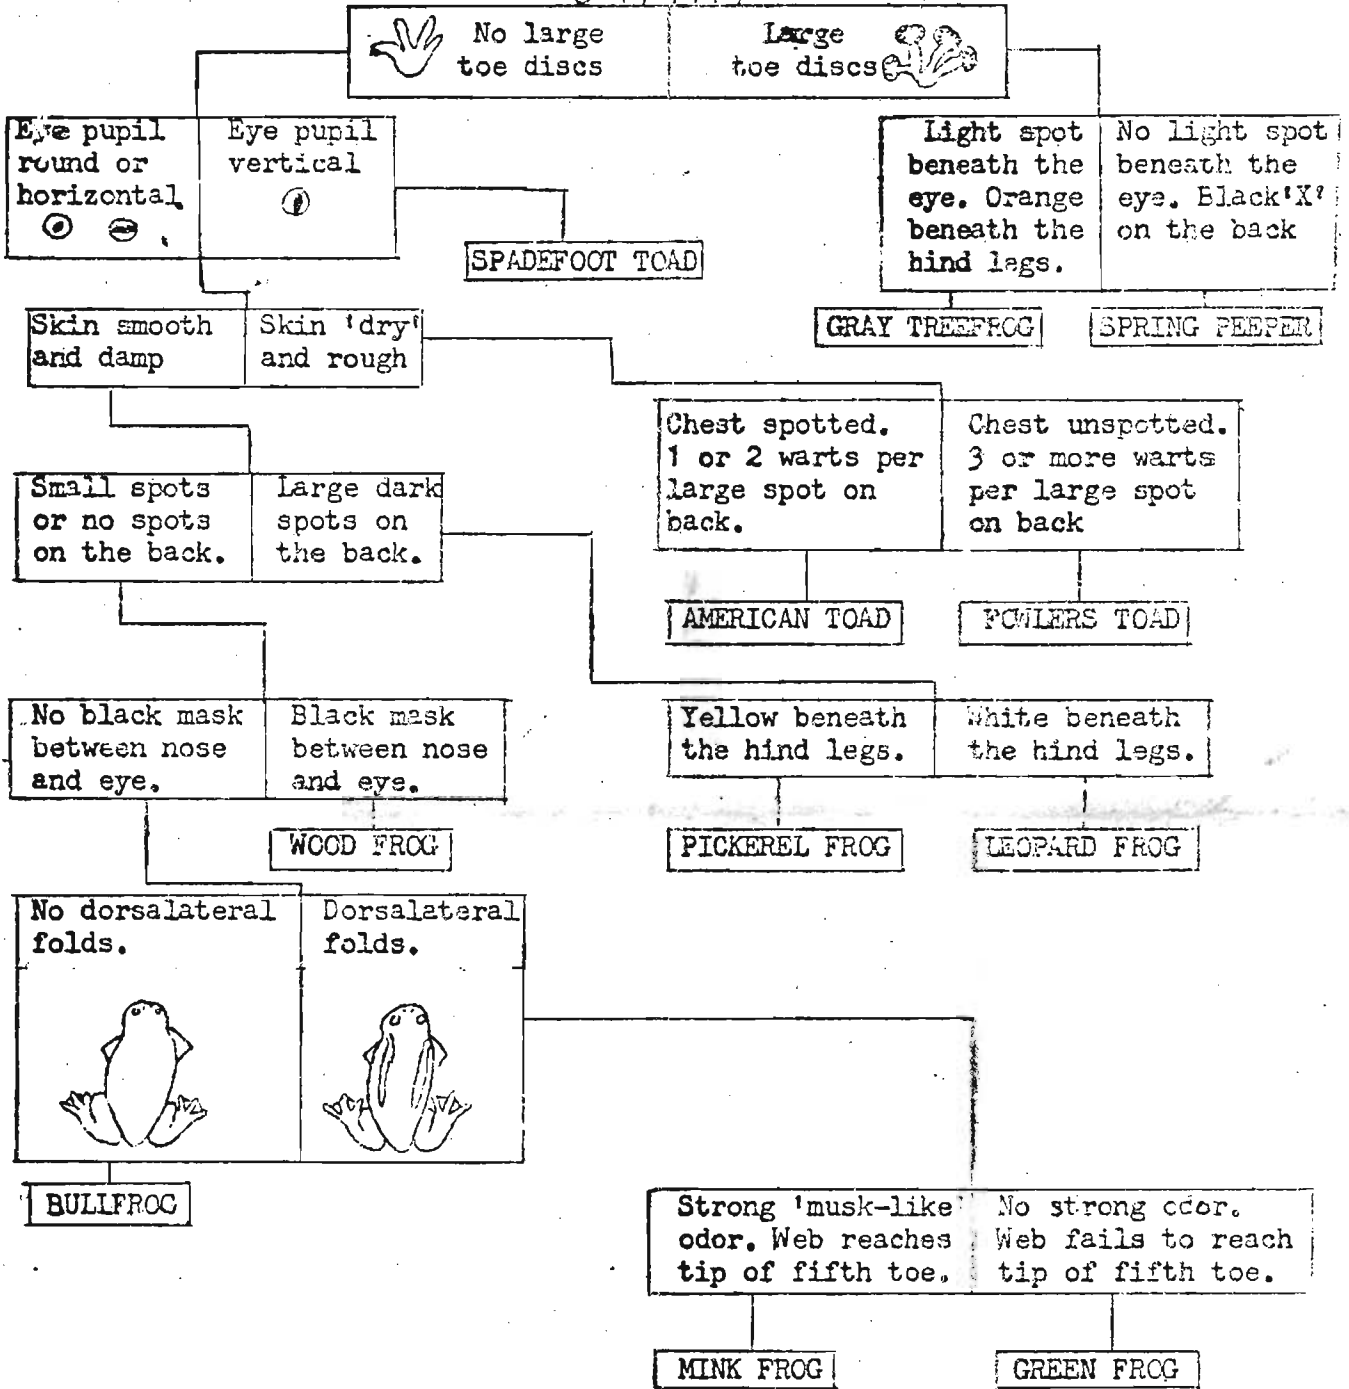 No large
toe discs
Large
toe discs
Eye pupil
round or
horizontal
Eye pupil
vertical
SPADEFOOT TOAD
Light spot
beneath the
eye. Orange
beneath the
hind legs.
No light spot
beneath the
eye. Black 'X'
on the back
GRAY TREEFROG
SPRING PEEPER
Skin smooth
and damp
Skin 'dry'
and rough
Chest spotted.
1 or 2 warts per
large spot on
back.
Chest unspotted.
3 or more warts
per large spot
on back
AMERICAN TOAD
FOWLERS TOAD
Small spots
or no spots
on the back.
Large dark
spots on
the back.
No black mask
between nose
and eye.
Black mask
between nose
and eye.
WOOD FROG
Yellow beneath
the hind legs.
White beneath
the hind legs.
PICKEREL FROG
LEOPARD FROG
No dorsalateral
folds.
Dorsalateral
folds.
BULLFROG
Strong 'musk-like'
odor. Web reaches
tip of fifth toe.
No strong odor.
Web fails to reach
tip of fifth toe.
MINK FROG
GREEN FROG